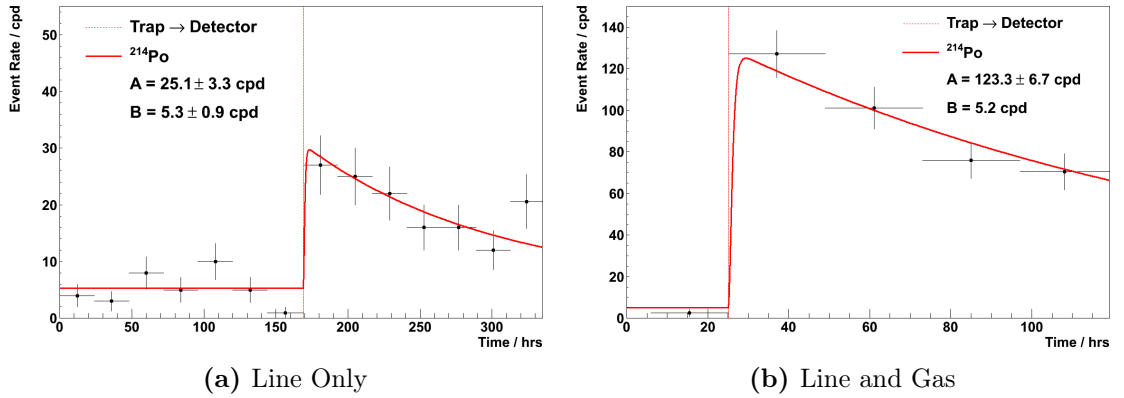 Event Rate / cpd
50
40
30
20
10
0
Trap → Detector
²¹⁴Po
A = 25.1 ± 3.3 cpd
B = 5.3 ± 0.9 cpd
0 50 100 150 200 250 300
Time / hrs
(a) Line Only
Event Rate / cpd
140
120
100
80
60
40
20
0
Trap → Detector
²¹⁴Po
A = 123.3 ± 6.7 cpd
B = 5.2 cpd
0 20 40 60 80 100
Time / hrs
(b) Line and Gas